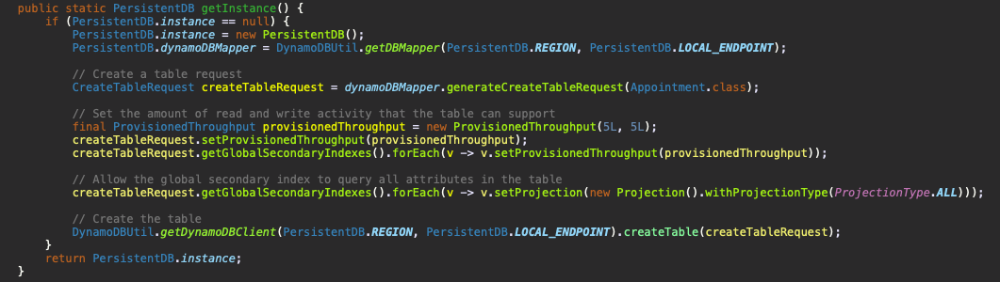 public static PersistentDB getInstance() {
    if (PersistentDB.instance == null) {
        PersistentDB.instance = new PersistentDB();
        PersistentDB.dynamoDBMapper = DynamoDBUtil.getDBMapper(PersistentDB.REGION, PersistentDB.LOCAL_ENDPOINT);

        // Create a table request
        CreateTableRequest createTableRequest = dynamoDBMapper.generateCreateTableRequest(Appointment.class);

        // Set the amount of read and write activity that the table can support
        final ProvisionedThroughput provisionedThroughput = new ProvisionedThroughput(5L, 5L);
        createTableRequest.setProvisionedThroughput(provisionedThroughput);
        createTableRequest.getGlobalSecondaryIndexes().forEach(v -> v.setProvisionedThroughput(provisionedThroughput));

        // Allow the global secondary index to query all attributes in the table
        createTableRequest.getGlobalSecondaryIndexes().forEach(v -> v.setProjection(new Projection().withProjectionType(ProjectionType.ALL)));

        // Create the table
        DynamoDBUtil.getDynamoDBClient(PersistentDB.REGION, PersistentDB.LOCAL_ENDPOINT).createTable(createTableRequest);
    }
    return PersistentDB.instance;
}